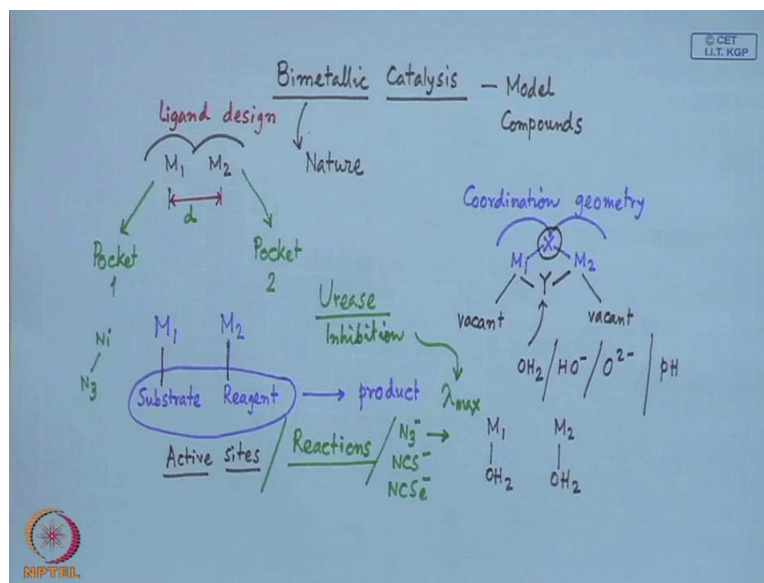 © CET
I.I.T. KGP
Bimetallic Catalysis – Model
Compounds
Ligand design
M₁ M₂
d
Nature
Pocket
1
Pocket
2
Coordination geometry
X
M₁ M₂
Y
vacant vacant
OH₂ / HO⁻ / O²⁻ / pH
Urease
Inhibition
λmax
Ni
N₃
M₁ M₂
Substrate Reagent → product
Active sites / Reactions / N₃⁻ →
NCS⁻
NCSe⁻
M₁ M₂
OH₂ OH₂
NPTEL